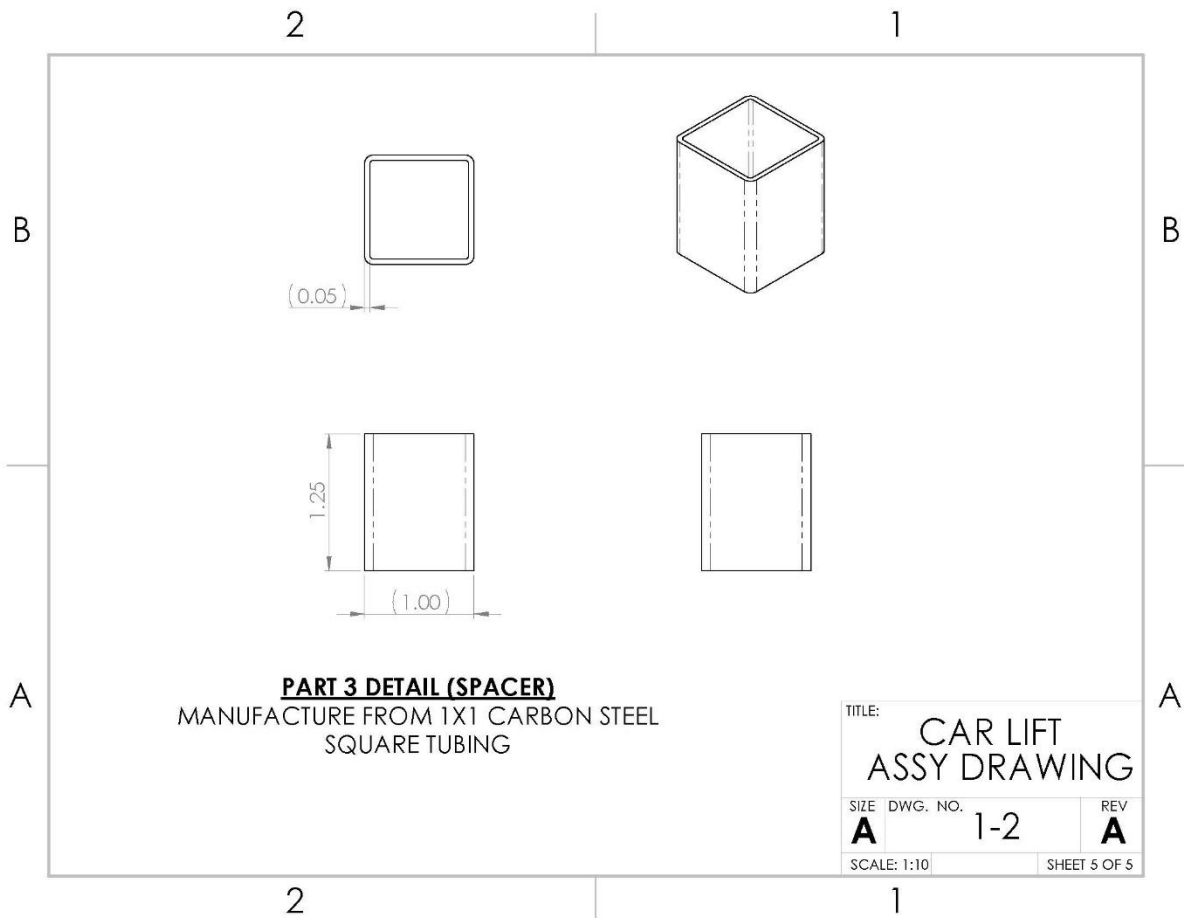 2
1
B
B
(0.05)
1.25
(1.00)
A
A
PART 3 DETAIL (SPACER)
MANUFACTURE FROM 1X1 CARBON STEEL
SQUARE TUBING
TITLE:
CAR LIFT
ASSY DRAWING
SIZE DWG. NO. REV
A 1-2 A
SCALE: 1:10 SHEET 5 OF 5
2
1